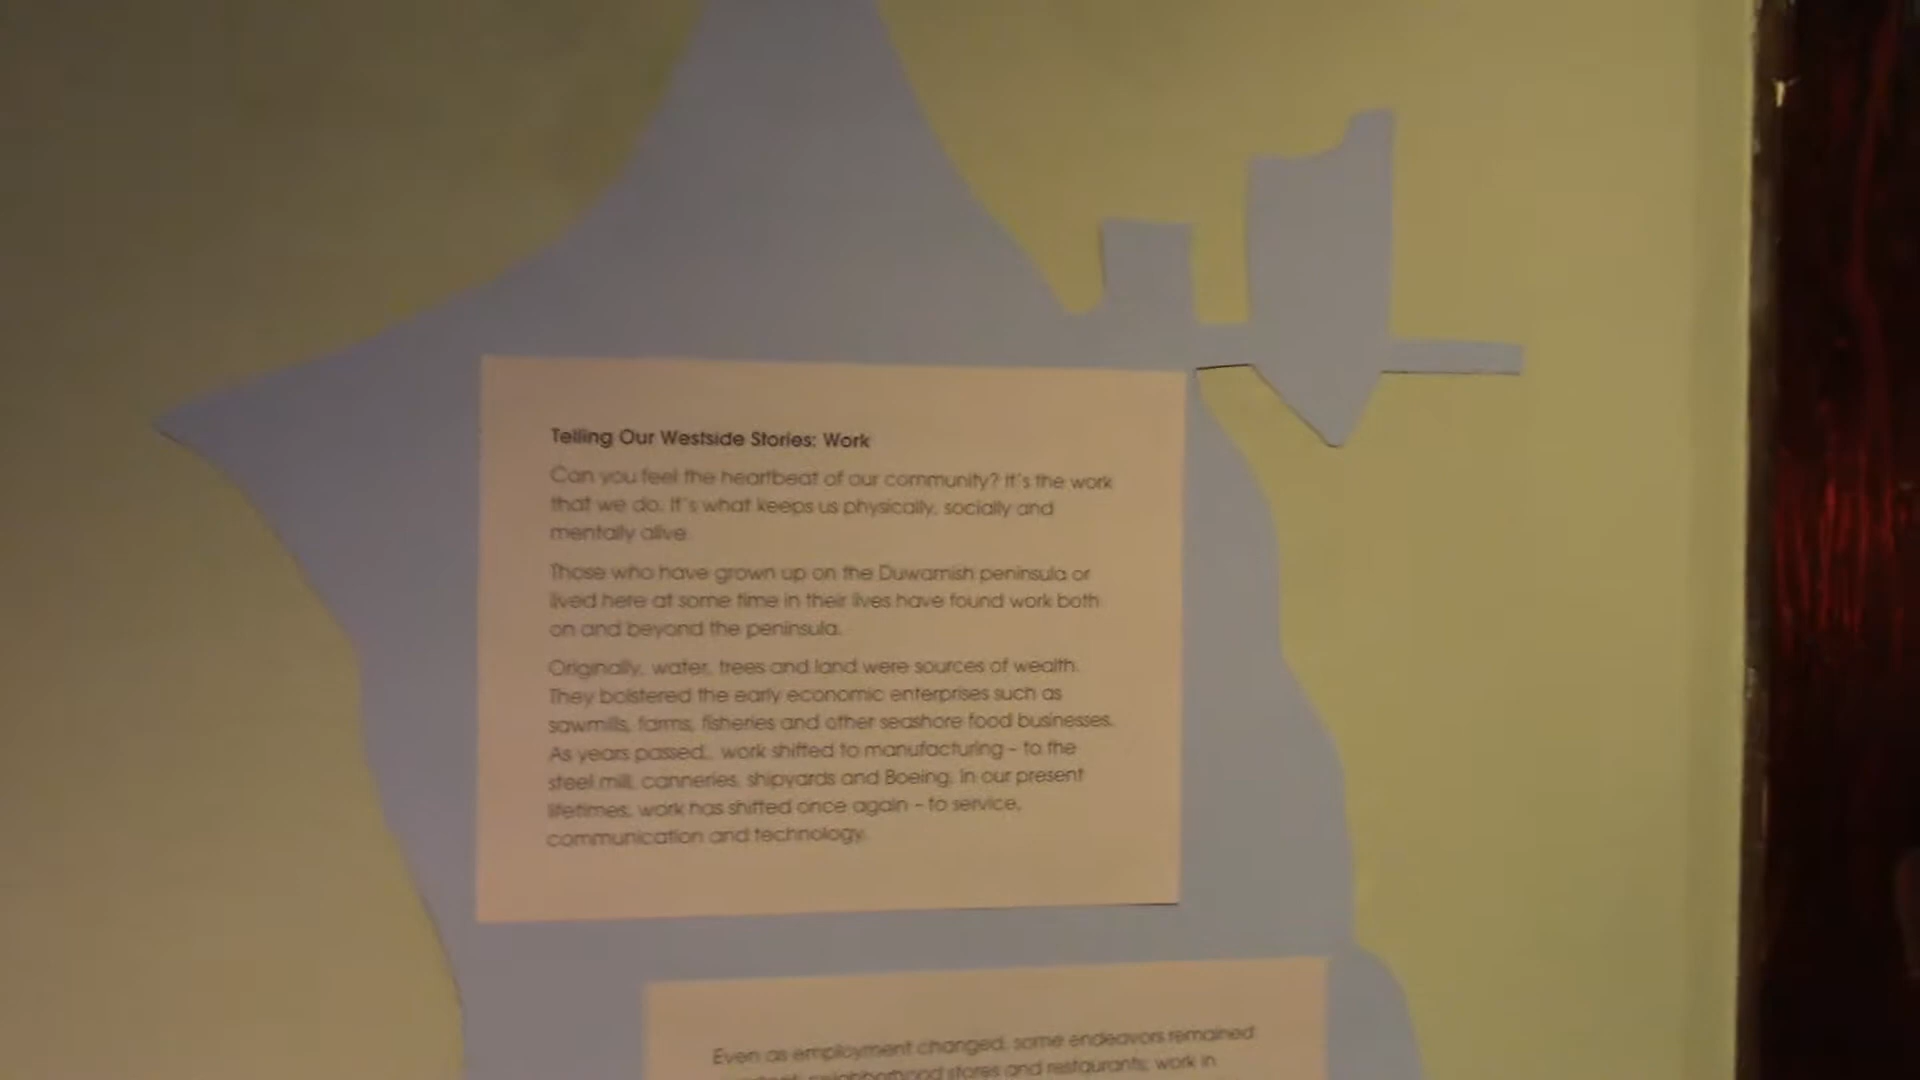 Telling Our Westside Stories: Work
Can you feel the heartbeat of our community? It's the work
that we do. It's what keeps us physically, socially and
mentally alive.
Those who have grown up on the Duwamish peninsula or
lived here at some time in their lives have found work both
on and beyond the peninsula.
Originally, water, trees and land were sources of wealth.
They bolstered the early economic enterprises such as
sawmills, farms, fisheries and other seashore food businesses.
As years passed, work shifted to manufacturing – to the
steel mill, canneries, shipyards and Boeing. In our present
lifetimes, work has shifted once again – to service,
communication and technology.
Even as employment changed, some endeavors remained
neighborhood stores and restaurants; work in